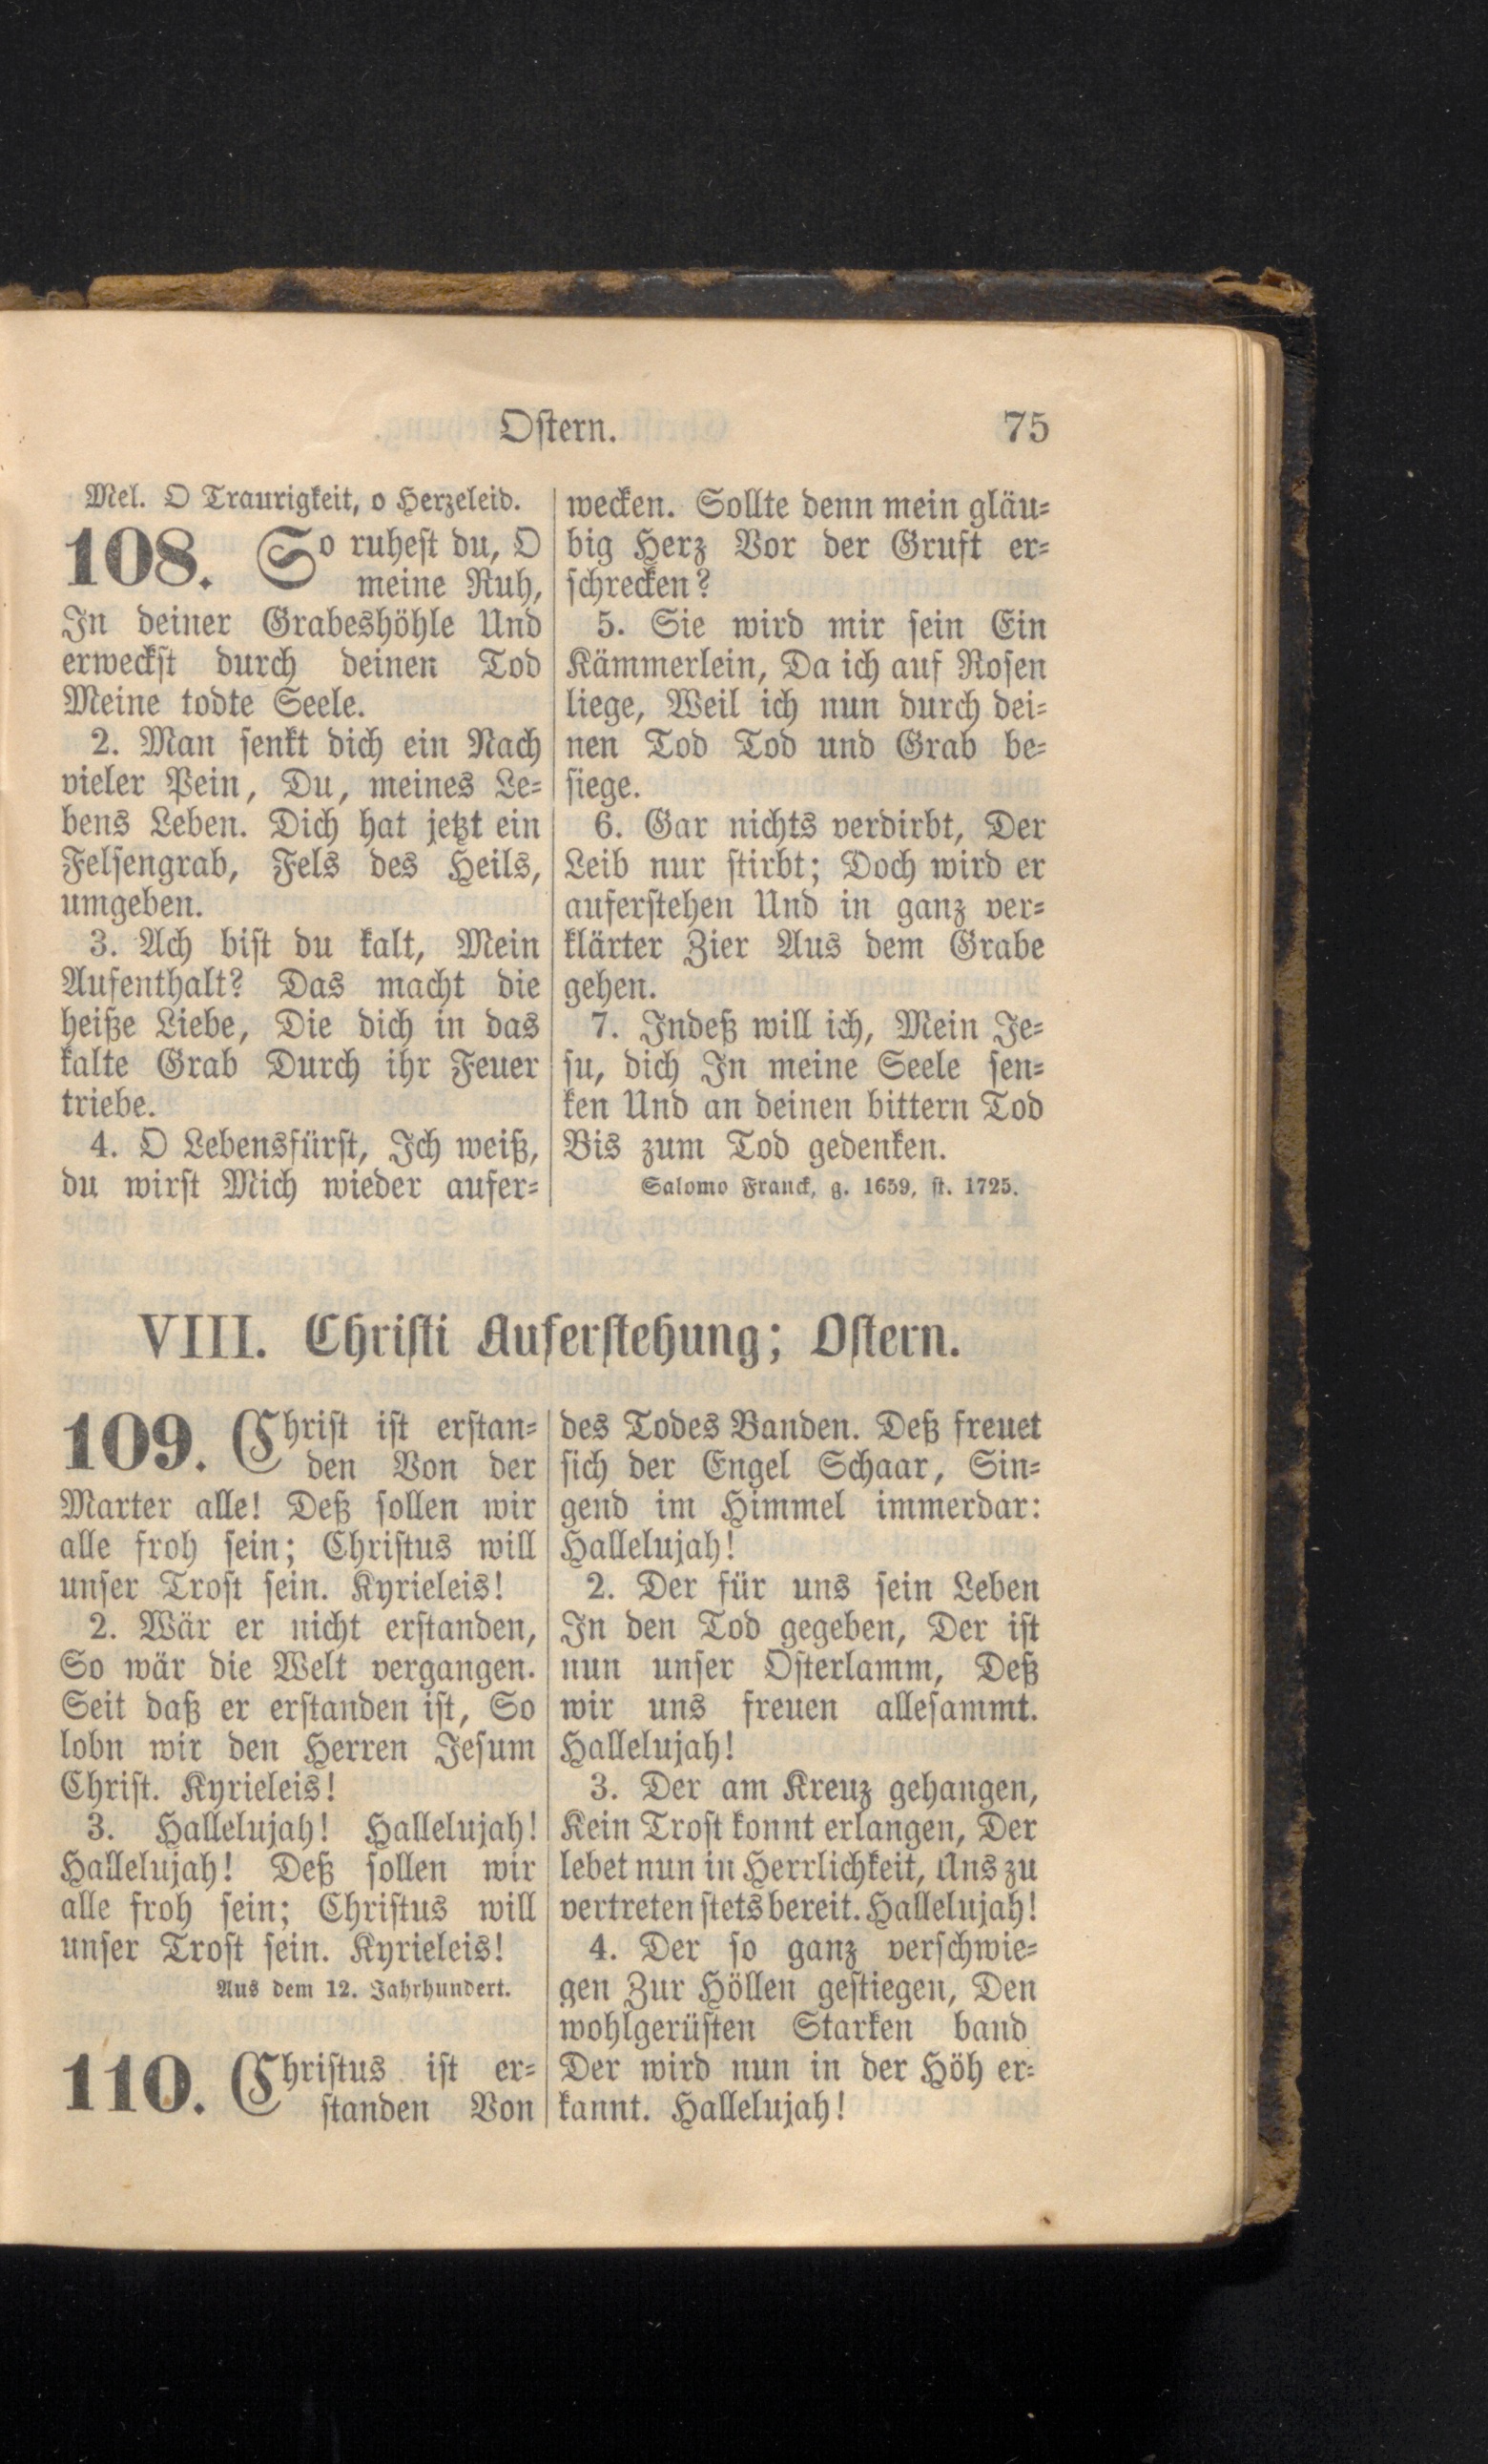 Ostern.
75
Mel. O Traurigkeit, o Herzeleid.
108. So ruhest du, O
meine Ruh,
In deiner Grabeshöhle Und
erweckst durch deinen Tod
Meine todte Seele.
2. Man senkt dich ein Nach
vieler Pein, Du, meines Le-
bens Leben. Dich hat jetzt ein
Felsengrab, Fels des Heils,
umgeben.
3. Ach bist du kalt, Mein
Aufenthalt? Das macht die
heiße Liebe, Die dich in das
kalte Grab Durch ihr Feuer
triebe.
4. O Lebensfürst, Ich weiß,
du wirst Mich wieder aufer-
wecken. Sollte denn mein gläu-
big Herz Vor der Gruft er-
schrecken?
5. Sie wird mir sein Ein
Kämmerlein, Da ich auf Rosen
liege, Weil ich nun durch dei-
nen Tod Tod und Grab be-
siege.
6. Gar nichts verdirbt, Der
Leib nur stirbt; Doch wird er
auferstehen Und in ganz ver-
klärter Zier Aus dem Grabe
gehen.
7. Indeß will ich, Mein Je-
su, dich In meine Seele sen-
ken Und an deinen bittern Tod
Bis zum Tod gedenken.
Salomo Franck, g. 1659, st. 1725.
VIII. Christi Auferstehung; Ostern.
109. Christ ist erstan-
den Von der
Marter alle! Deß sollen wir
alle froh sein; Christus will
unser Trost sein. Kyrieleis!
2. Wär er nicht erstanden,
So wär die Welt vergangen.
Seit daß er erstanden ist, So
lobn wir den Herren Jesum
Christ. Kyrieleis!
3. Hallelujah! Hallelujah!
Hallelujah! Deß sollen wir
alle froh sein; Christus will
unser Trost sein. Kyrieleis!
Aus dem 12. Jahrhundert.
110. Christus ist er-
standen Von
des Todes Banden. Deß freuet
sich der Engel Schaar, Sin-
gend im Himmel immerdar:
Hallelujah!
2. Der für uns sein Leben
In den Tod gegeben, Der ist
nun unser Osterlamm, Deß
wir uns freuen allesammt.
Hallelujah!
3. Der am Kreuz gehangen,
Kein Trost konnt erlangen, Der
lebet nun in Herrlichkeit, Uns zu
vertreten stets bereit. Hallelujah!
4. Der so ganz verschwie-
gen Zur Höllen gestiegen, Den
wohlgerüsten Starken band
Der wird nun in der Höh er-
kannt. Hallelujah!